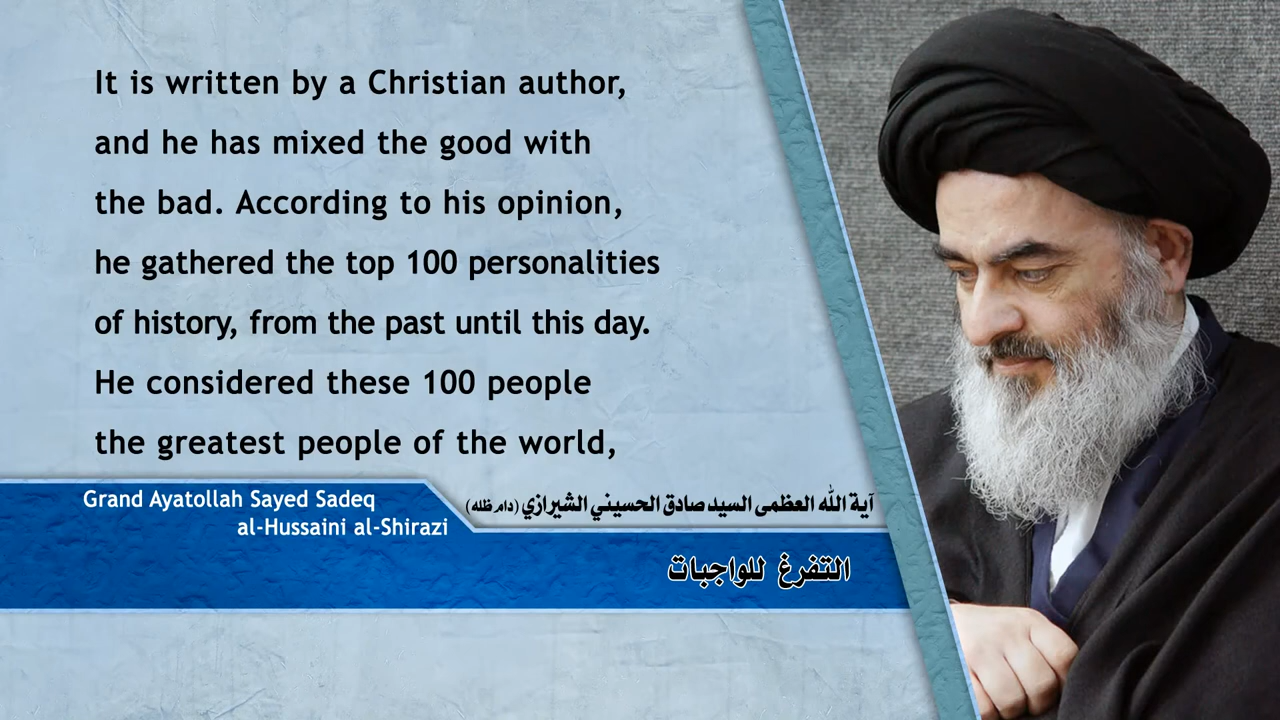 It is written by a Christian author,
and he has mixed the good with
the bad. According to his opinion,
he gathered the top 100 personalities
of history, from the past until this day.
He considered these 100 people
the greatest people of the world,
Grand Ayatollah Sayed Sadeq
al-Hussaini al-Shirazi
آية الله العظمى السيد صادق الحسيني الشيرازي (دام ظله)
التفرغ للواجبات